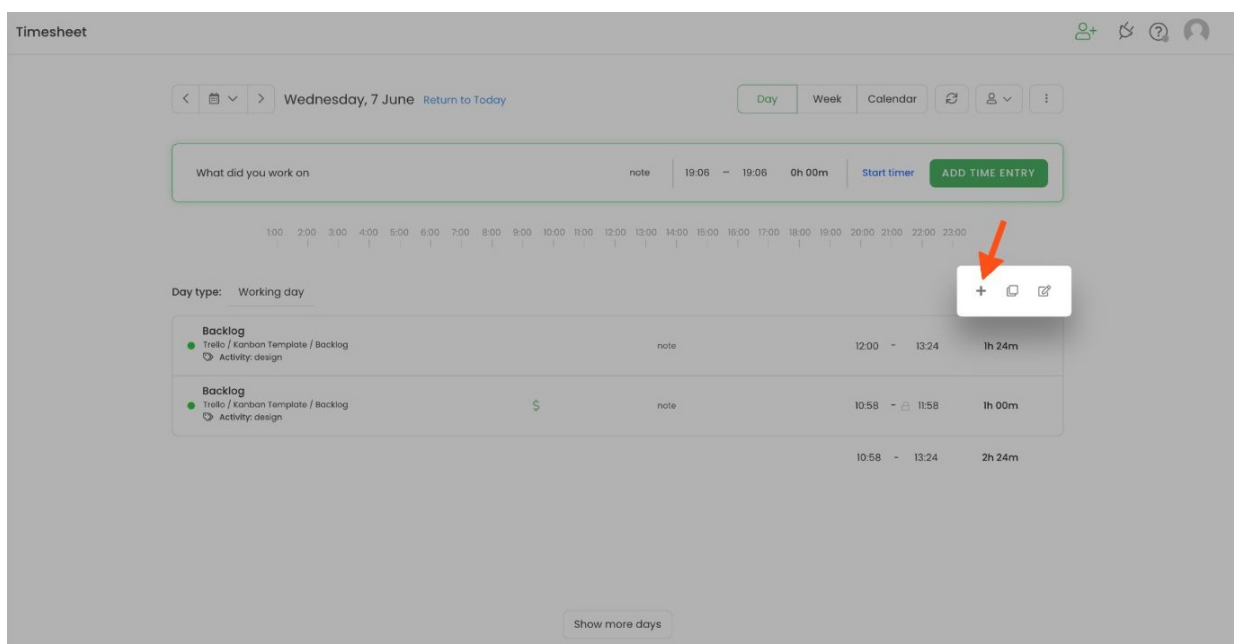 Timesheet
Wednesday, 7 June Return to Today
Day Week Calendar
What did you work on note 19:06 – 19:06 0h 00m Start timer ADD TIME ENTRY
1:00 2:00 3:00 4:00 5:00 6:00 7:00 8:00 9:00 10:00 11:00 12:00 13:00 14:00 15:00 16:00 17:00 18:00 19:00 20:00 21:00 22:00 23:00
Day type: Working day
Backlog
Trello / Kanban Template / Backlog note 12:00 - 13:24 1h 24m
Activity: design
Backlog
Trello / Kanban Template / Backlog $ note 10:58 - 11:58 1h 00m
Activity: design
10:58 - 13:24 2h 24m
Show more days